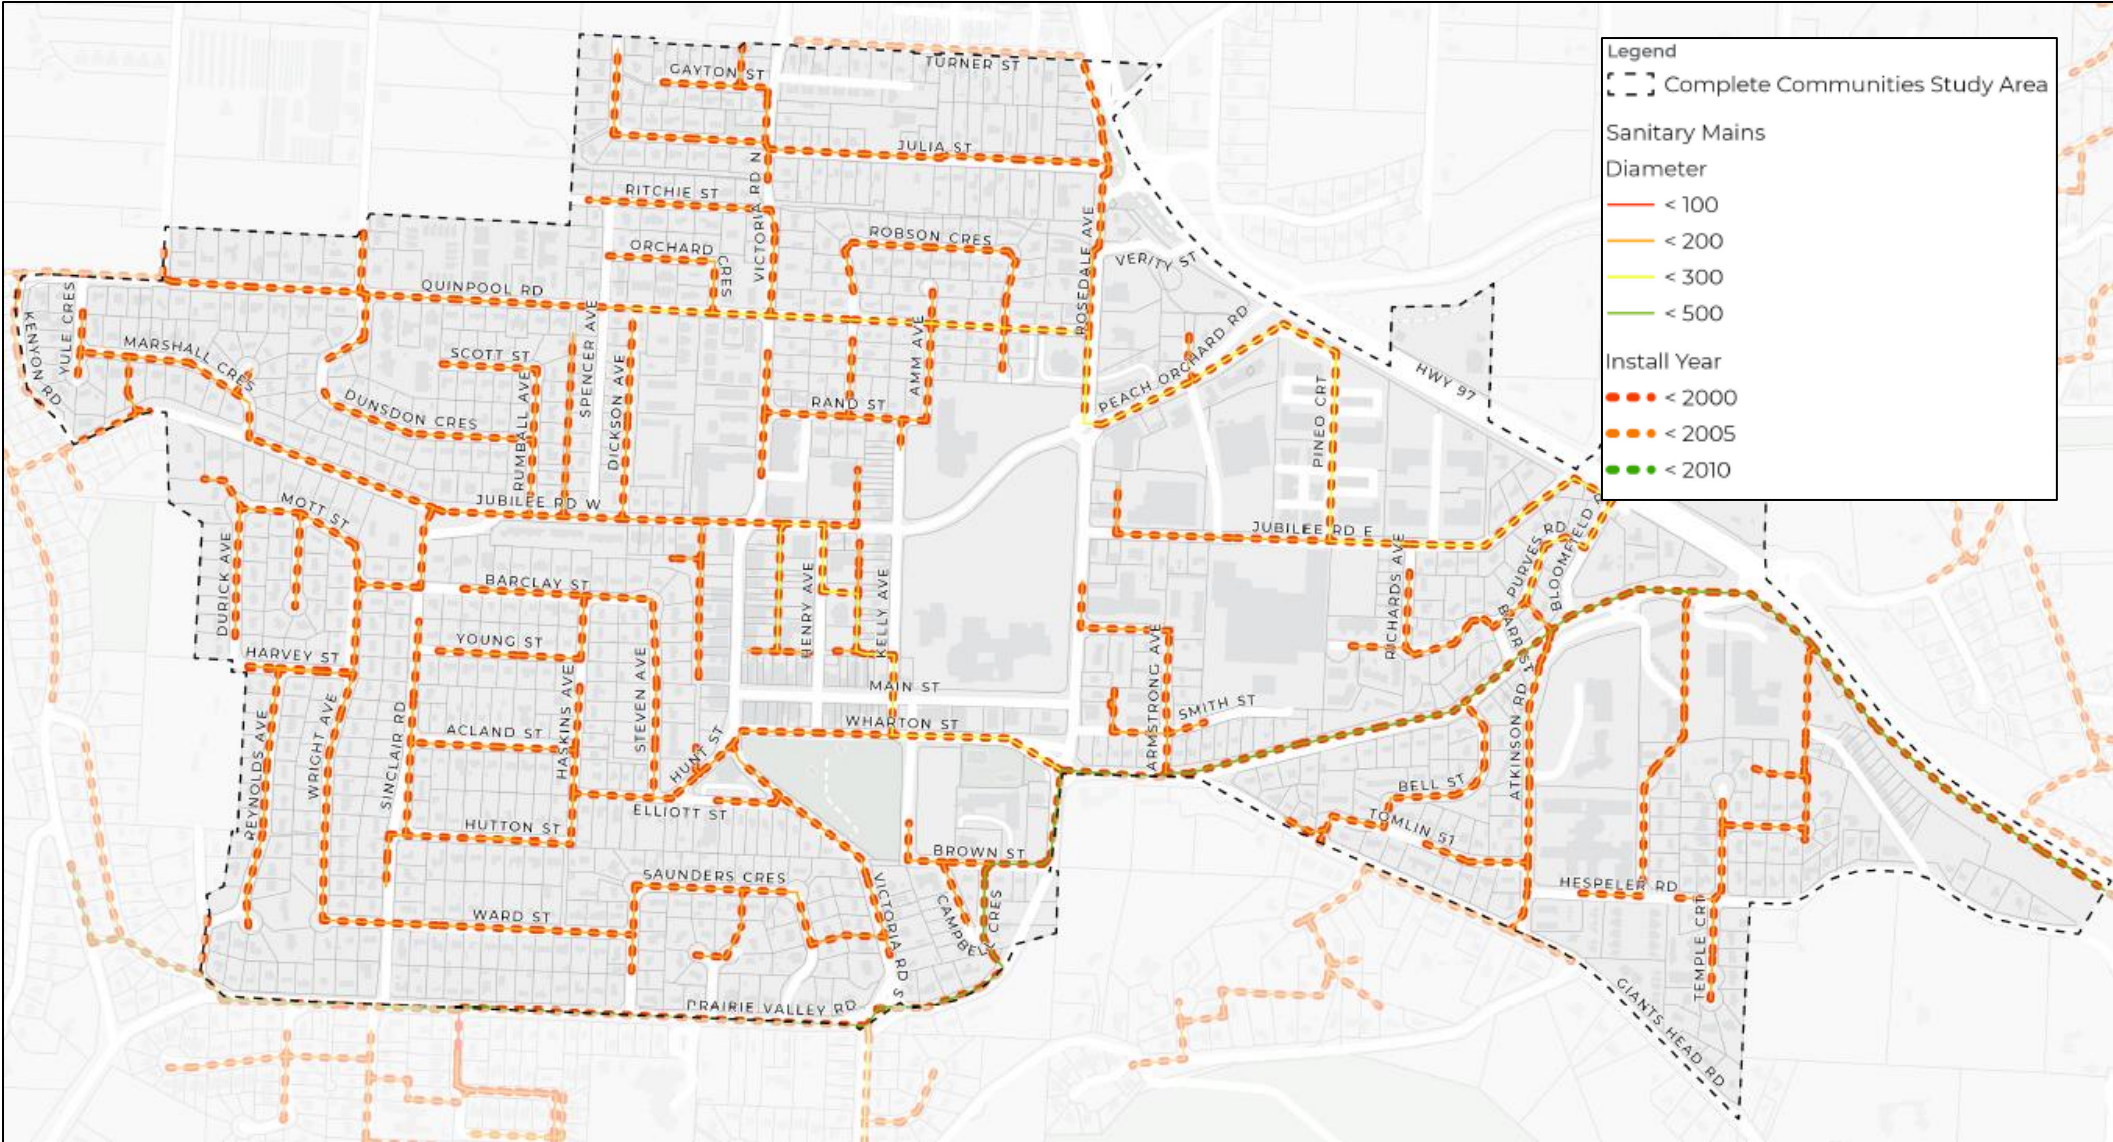 Legend
Complete Communities Study Area
Sanitary Mains
Diameter
< 100
< 200
< 300
< 500
Install Year
< 2000
< 2005
< 2010
TURNER ST
GAYTON ST
JULIA ST
VICTORIA RD N
RITCHIE ST
ROBSON CRES
ORCHARD
CRES
ROSEDALE AVE
VERITY ST
QUINPOOL RD
YULE CRES
KENYON RD
MARSHALL CRES
SPENCER AVE
SCOTT ST
DICKSON AVE
RUMBALL AVE
DUNSDON CRES
AMM AVE
RAND ST
PEACH ORCHARD RD
HWY 97
PINEO CRT
JUBILEE RD W
MOTT ST
JUBILEE RD E
PURVES RD
BLOOMFIELD
DURICK AVE
BARCLAY ST
HENRY AVE
KELLY AVE
RICHARDS AVE
BARR ST
YOUNG ST
HARVEY ST
HASKINS AVE
STEVEN AVE
MAIN ST
ARMSTRONG AVE
SMITH ST
WHARTON ST
REYNOLDS AVE
WRIGHT AVE
SINCLAIR RD
ACLAND ST
HUNT ST
ATKINSON RD
BELL ST
ELLIOTT ST
TOMLIN ST
HUTTON ST
BROWN ST
SAUNDERS CRES
VICTORIA RD S
CRES
HESPELER RD
WARD ST
TEMPLE CRT
PRAIRIE VALLEY RD
GIANTS HEAD RD